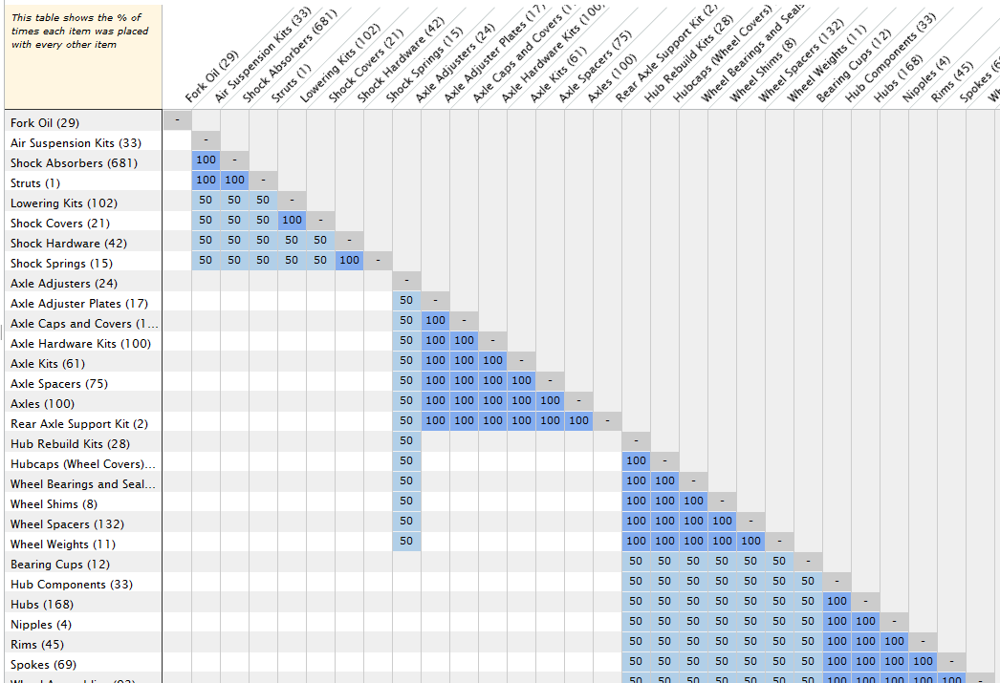 This table shows the % of
times each item was placed
with every other item
Fork Oil (29)
Air Suspension Kits (33)
Shock Absorbers (681)
Struts (1)
Lowering Kits (102)
Shock Covers (21)
Shock Hardware (42)
Shock Springs (15)
Axle Adjusters (24)
Axle Adjuster Plates (17)
Axle Caps and Covers (1
Axle Hardware Kits (100)
Axle Kits (61)
Axle Spacers (75)
Axles (100)
Rear Axle Support Kit (2)
Hub Rebuild Kits (28)
Hubcaps (Wheel Covers)
Wheel Bearings and Seals
Wheel Shims (8)
Wheel Spacers (132)
Wheel Weights (11)
Bearing Cups (12)
Hub Components (33)
Hubs (168)
Nipples (4)
Rims (45)
Spokes (6
Wh
Fork Oil (29) -
Air Suspension Kits (33) -
Shock Absorbers (681) 100 -
Struts (1) 100 100 -
Lowering Kits (102) 50 50 50 -
Shock Covers (21) 50 50 50 100 -
Shock Hardware (42) 50 50 50 50 50 -
Shock Springs (15) 50 50 50 50 50 100 -
Axle Adjusters (24) -
Axle Adjuster Plates (17) 50 -
Axle Caps and Covers (1... 50 100 -
Axle Hardware Kits (100) 50 100 100 -
Axle Kits (61) 50 100 100 100 -
Axle Spacers (75) 50 100 100 100 100 -
Axles (100) 50 100 100 100 100 100 -
Rear Axle Support Kit (2) 50 100 100 100 100 100 100 -
Hub Rebuild Kits (28) 50 -
Hubcaps (Wheel Covers)... 50 100 -
Wheel Bearings and Seal... 50 100 100 -
Wheel Shims (8) 50 100 100 100 -
Wheel Spacers (132) 50 100 100 100 100 -
Wheel Weights (11) 50 100 100 100 100 100 -
Bearing Cups (12) 50 50 50 50 50 50 -
Hub Components (33) 50 50 50 50 50 50 50 -
Hubs (168) 50 50 50 50 50 50 50 100 -
Nipples (4) 50 50 50 50 50 50 50 100 100 -
Rims (45) 50 50 50 50 50 50 50 100 100 100 -
Spokes (69) 50 50 50 50 50 50 50 100 100 100 100 -
50 50 50 50 50 50 50 100 100 100 100 100 -